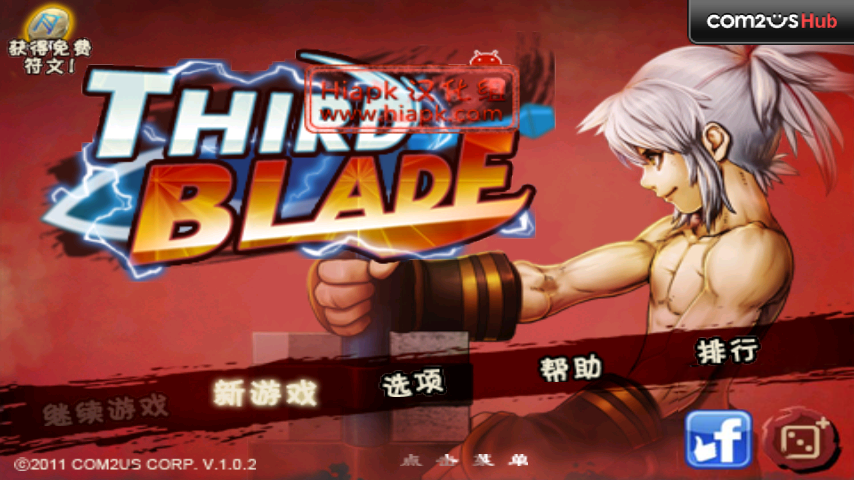 获得免费
符文!
COM2US Hub
THIRD
BLADE
Hiapk 汉化组
www.hiapk.com
继续游戏
新游戏
选项
帮助
排行
点击菜单
©2011 COM2US CORP. V.1.0.2